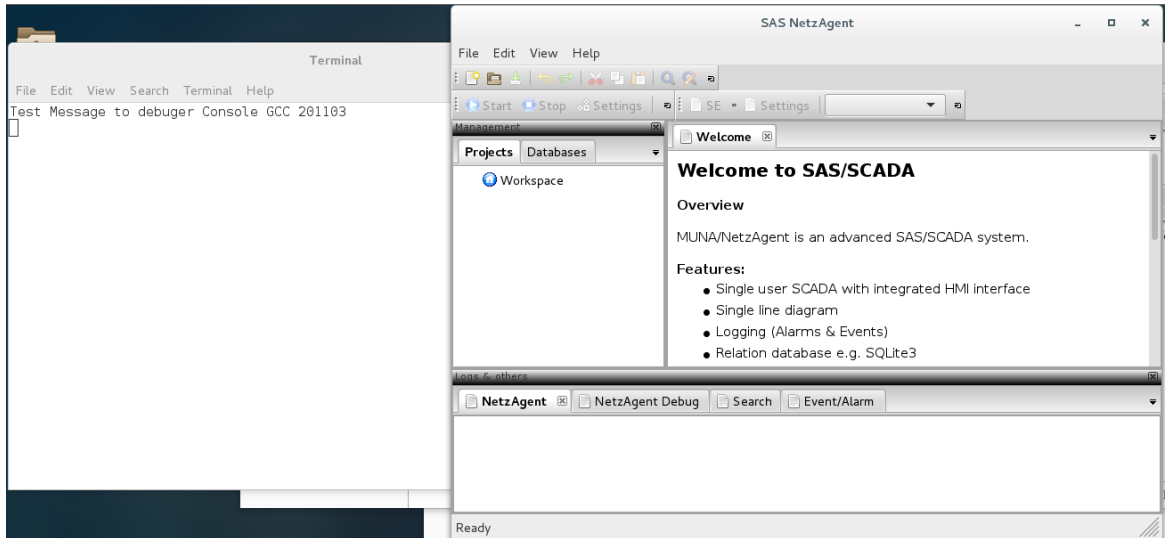 Terminal
File Edit View Search Terminal Help
Test Message to debuger Console GCC 201103
SAS NetzAgent
File Edit View Help
Start Stop Settings SE Settings
Management
Projects Databases
Workspace
Welcome
Welcome to SAS/SCADA
Overview
MUNA/NetzAgent is an advanced SAS/SCADA system.
Features:
Single user SCADA with integrated HMI interface
Single line diagram
Logging (Alarms & Events)
Relation database e.g. SQLite3
Logs & others
NetzAgent NetzAgent Debug Search Event/Alarm
Ready